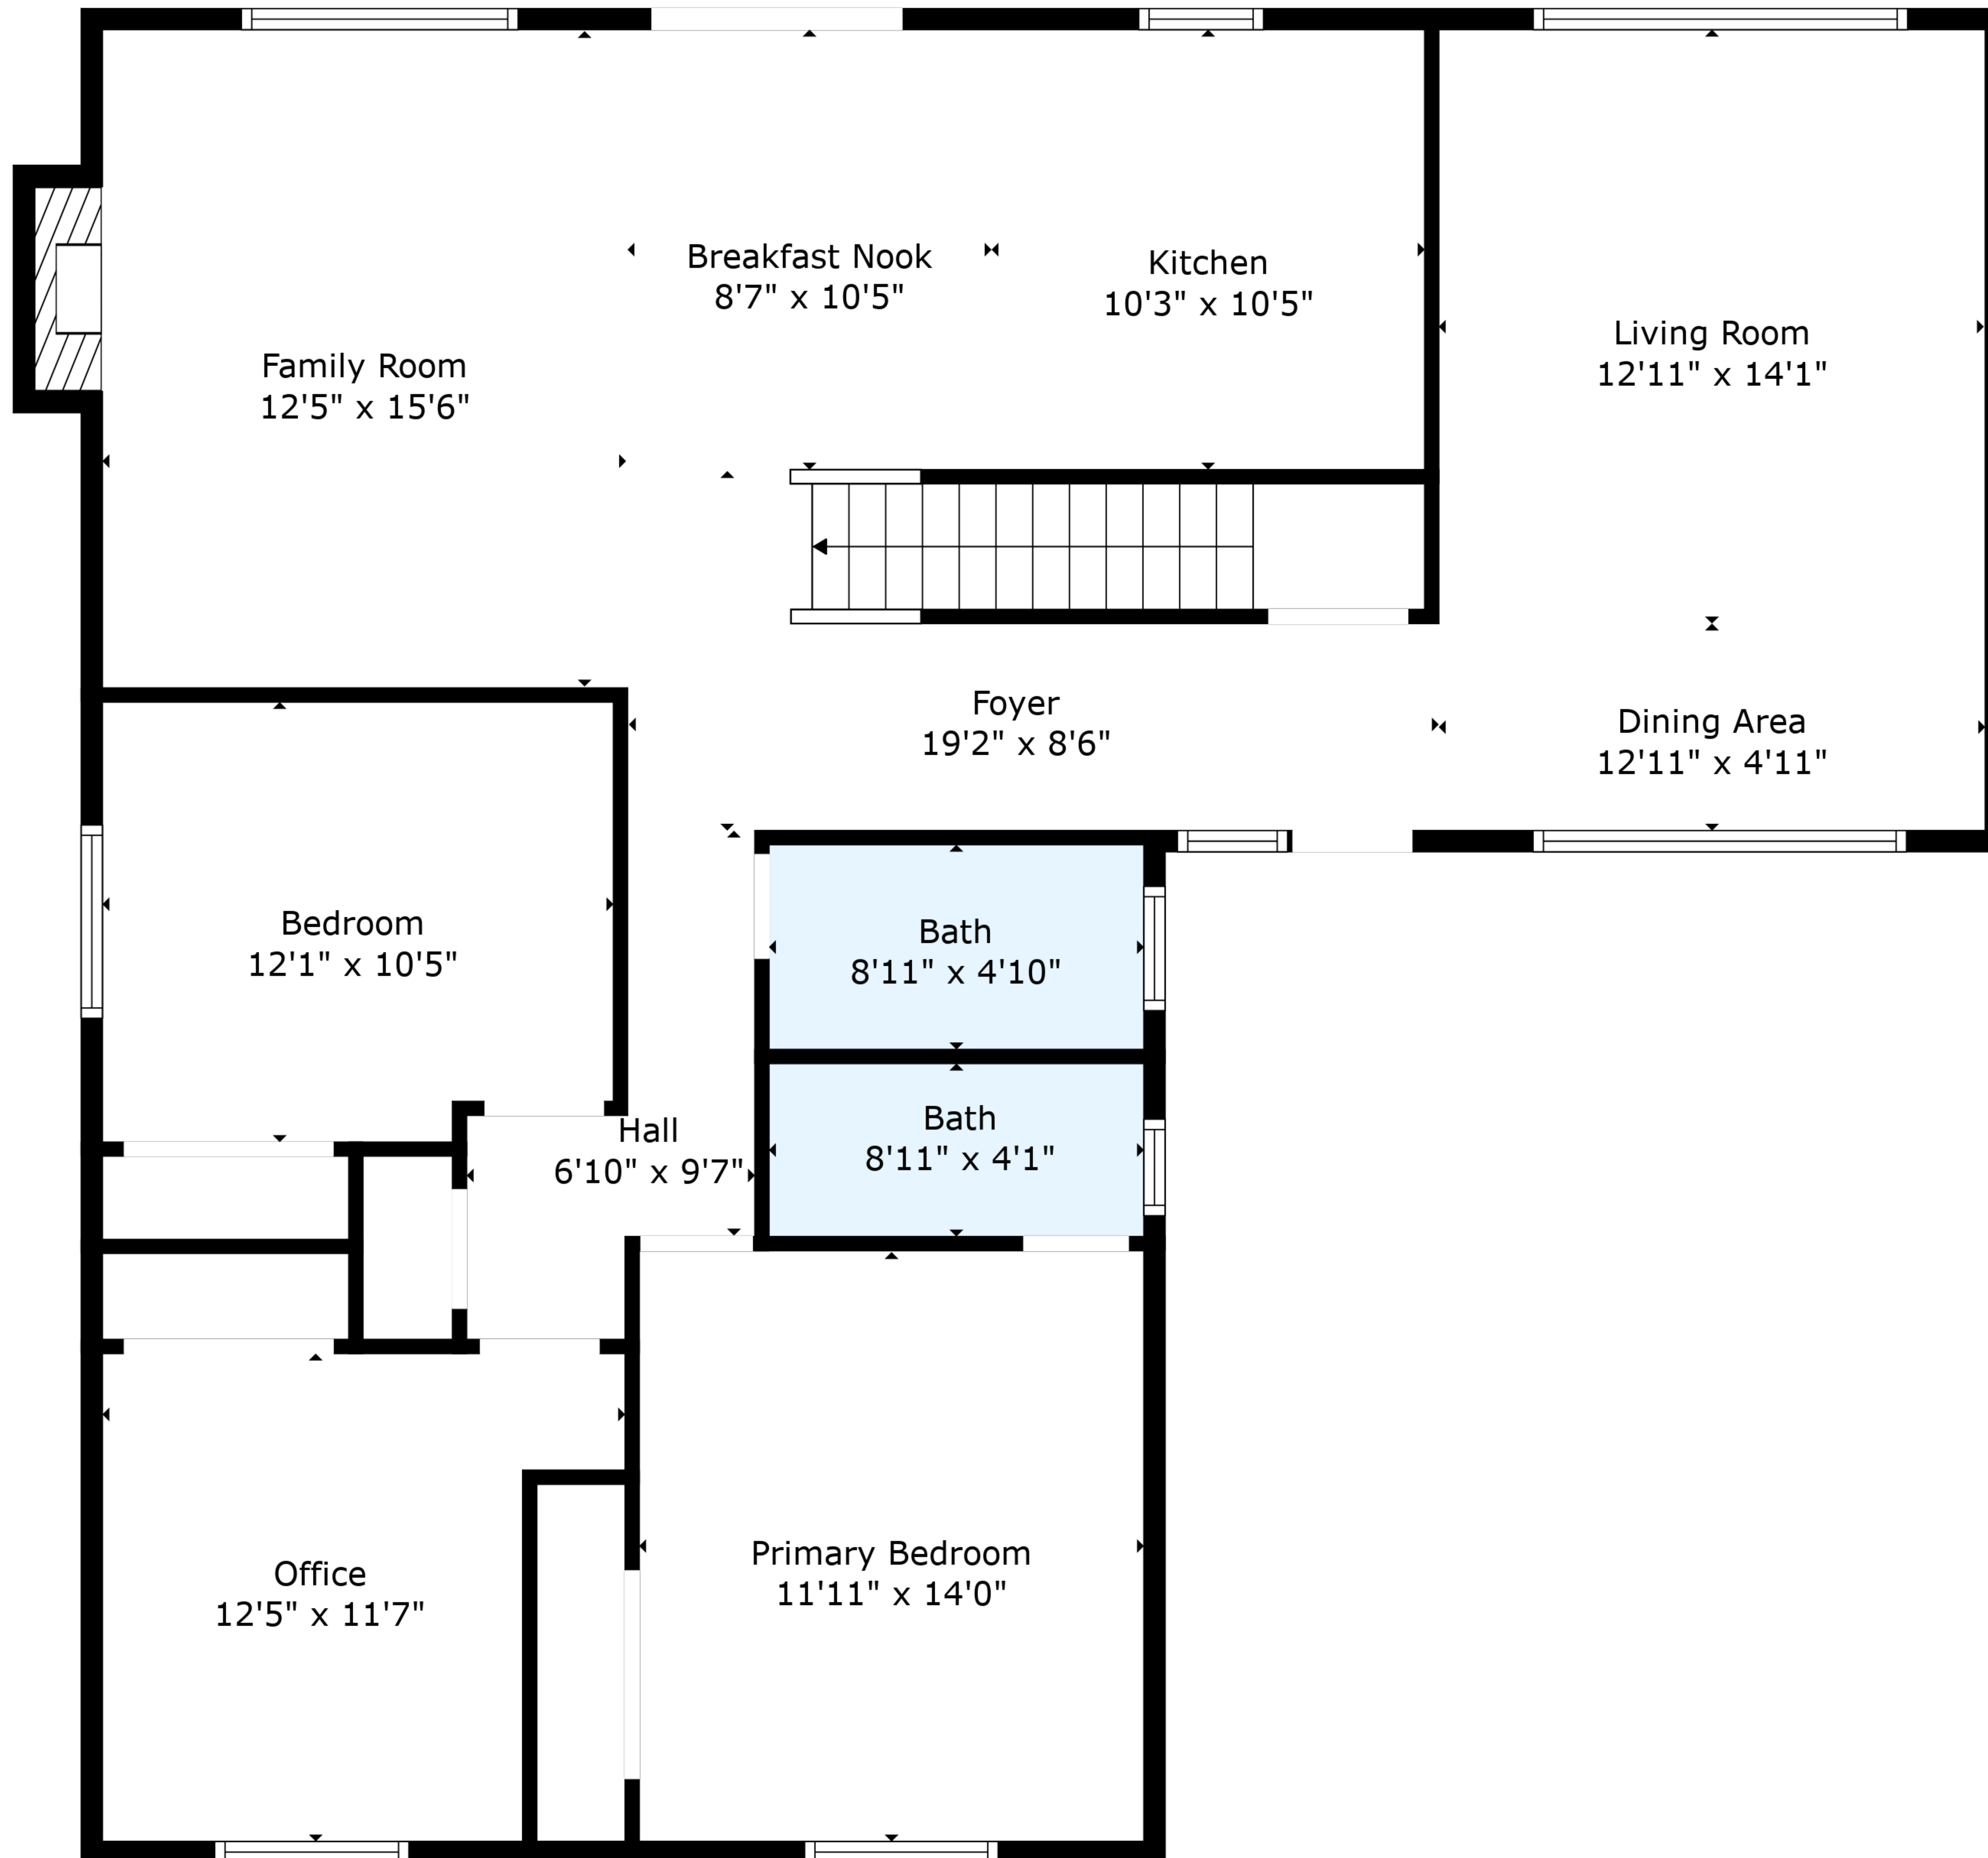 Breakfast Nook
8'7" x 10'5"
Kitchen
10'3" x 10'5"
Living Room
12'11" x 14'1"
Family Room
12'5" x 15'6"
Foyer
19'2" x 8'6"
Dining Area
12'11" x 4'11"
Bedroom
12'1" x 10'5"
Bath
8'11" x 4'10"
Hall
6'10" x 9'7"
Bath
8'11" x 4'1"
Office
12'5" x 11'7"
Primary Bedroom
11'11" x 14'0"